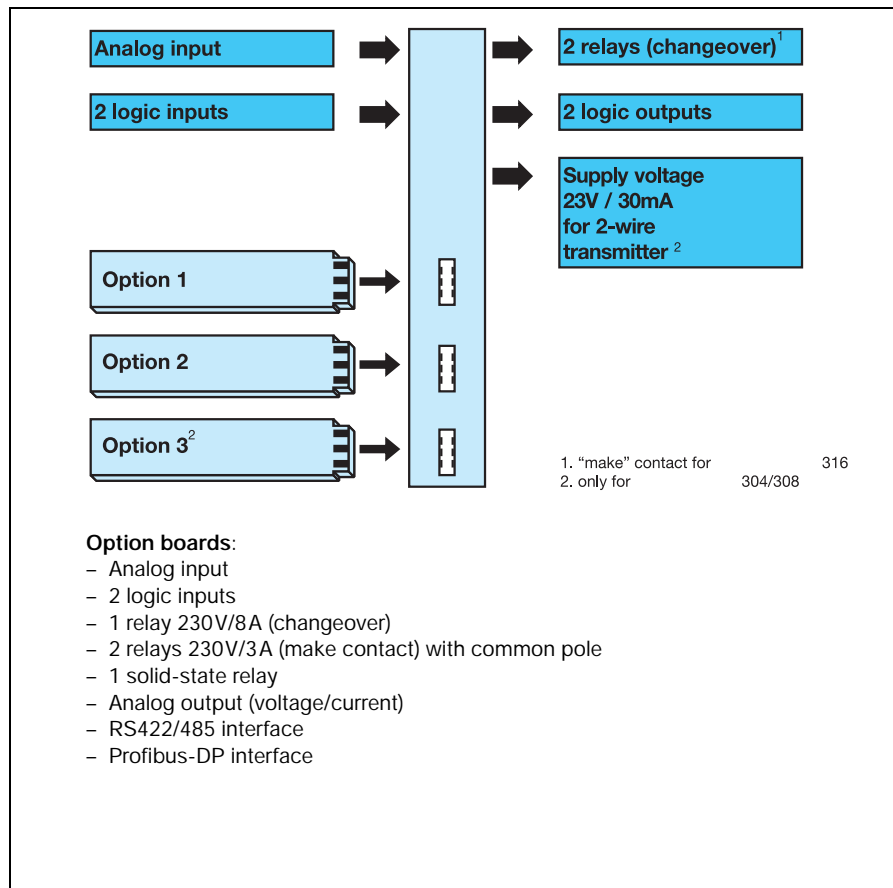 Analog input
2 relays (changeover)1
2 logic inputs
2 logic outputs
Supply voltage
23V / 30mA
for 2-wire
transmitter 2
Option 1
Option 2
Option 32
1. “make” contact for 316
2. only for 304/308
Option boards:
– Analog input
– 2 logic inputs
– 1 relay 230V/8A (changeover)
– 2 relays 230V/3A (make contact) with common pole
– 1 solid-state relay
– Analog output (voltage/current)
– RS422/485 interface
– Profibus-DP interface